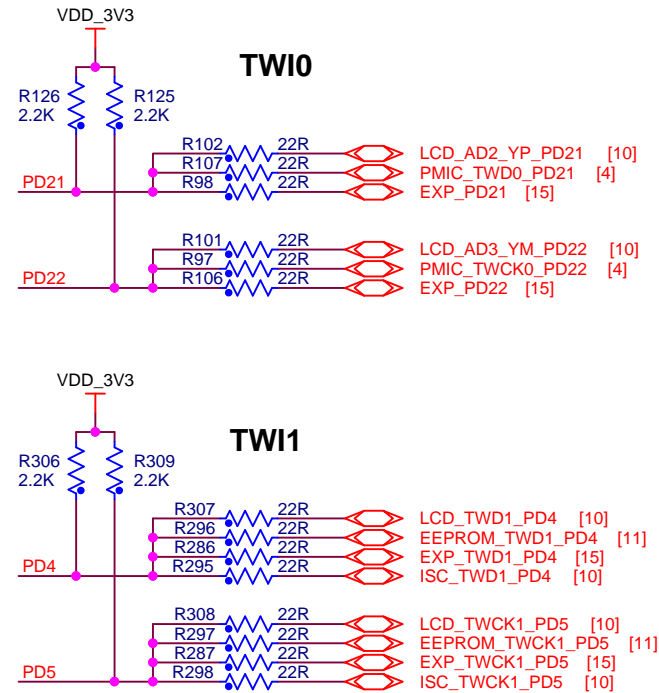 VDD_3V3
TWI0
R126 R125
2.2K 2.2K
R102 22R LCD_AD2_YP_PD21 [10]
R107 22R PMIC_TWD0_PD21 [4]
PD21 R98 22R EXP_PD21 [15]
R101 22R LCD_AD3_YM_PD22 [10]
R97 22R PMIC_TWCK0_PD22 [4]
PD22 R106 22R EXP_PD22 [15]
VDD_3V3
TWI1
R306 R309
2.2K 2.2K
R307 22R LCD_TWD1_PD4 [10]
R296 22R EEPROM_TWD1_PD4 [11]
R286 22R EXP_TWD1_PD4 [15]
PD4 R295 22R ISC_TWD1_PD4 [10]
R308 22R LCD_TWCK1_PD5 [10]
R297 22R EEPROM_TWCK1_PD5 [11]
R287 22R EXP_TWCK1_PD5 [15]
PD5 R298 22R ISC_TWCK1_PD5 [10]